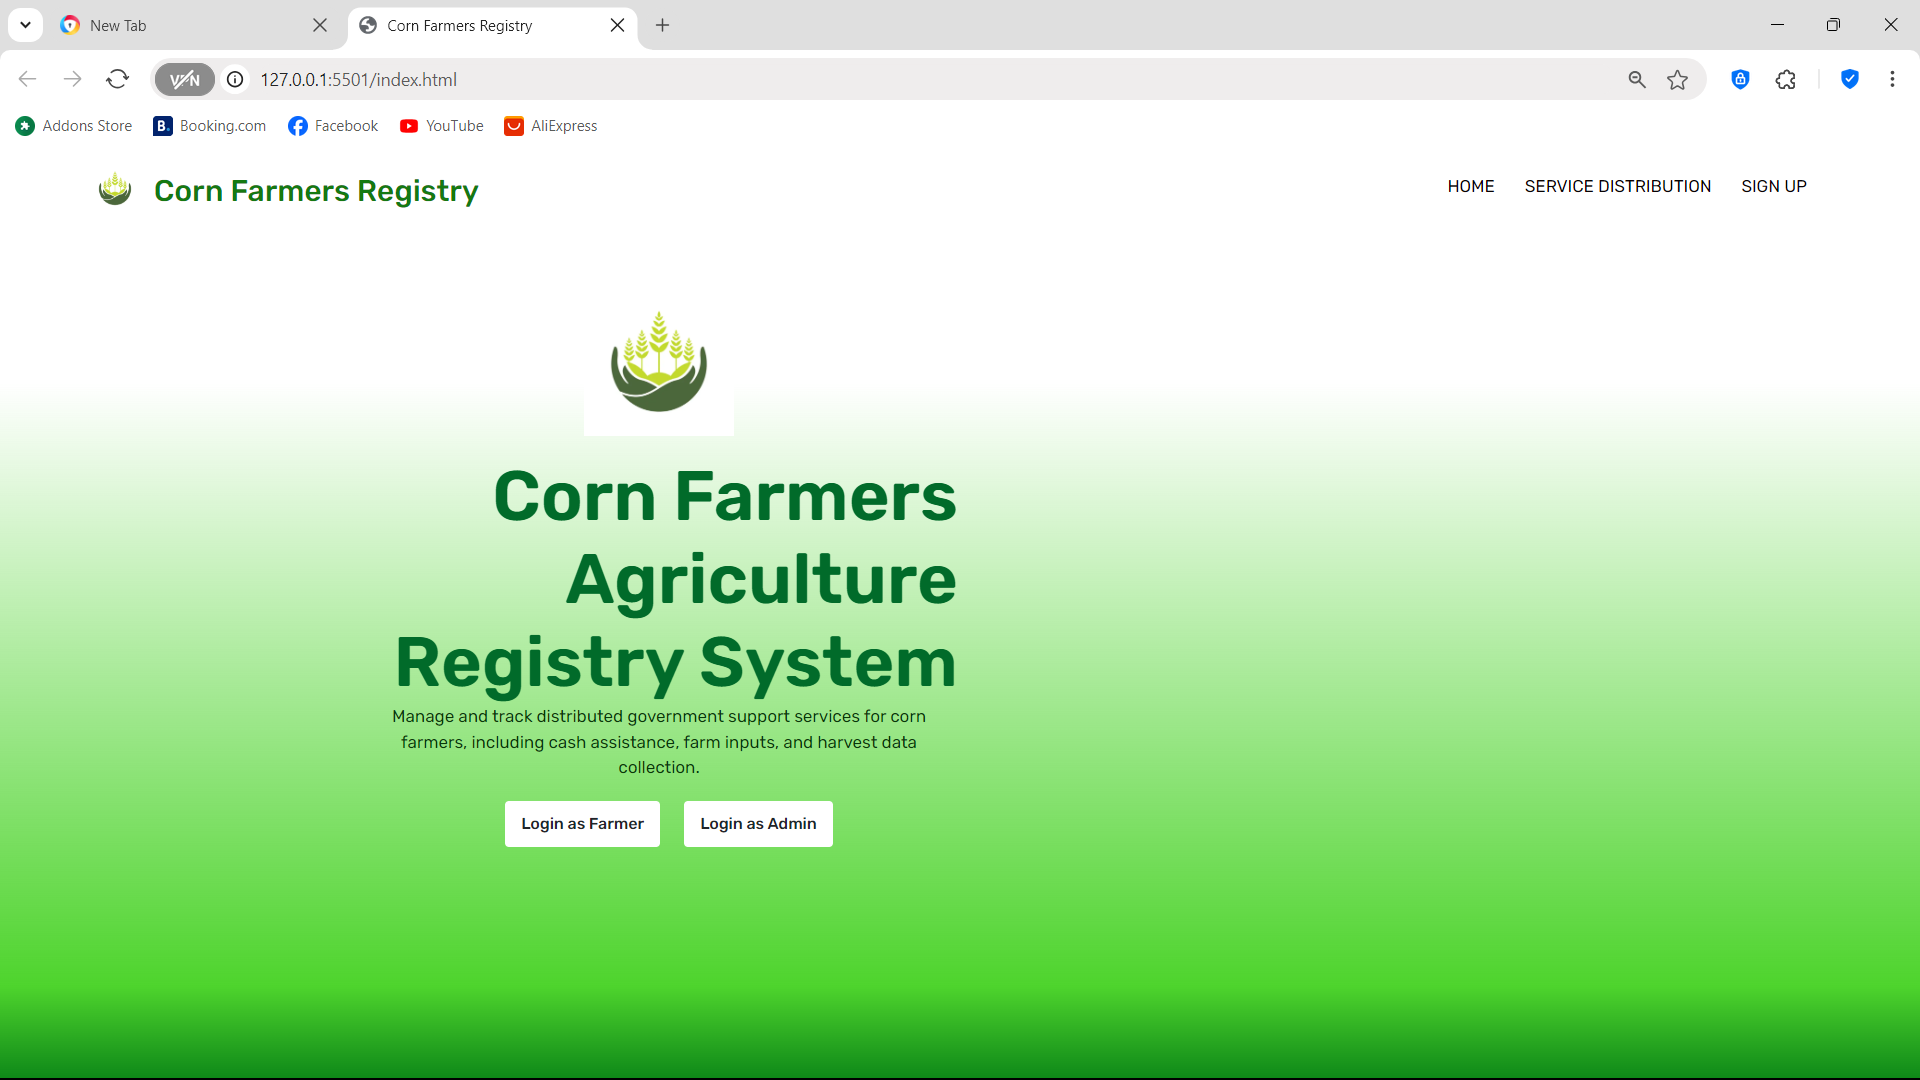 New Tab
Corn Farmers Registry
VPN
127.0.0.1:5501/index.html
Addons Store
B. Booking.com
Facebook
YouTube
AliExpress
Corn Farmers Registry
HOME
SERVICE DISTRIBUTION
SIGN UP
Corn Farmers
Agriculture
Registry System
Manage and track distributed government support services for corn
farmers, including cash assistance, farm inputs, and harvest data
collection.
Login as Farmer
Login as Admin